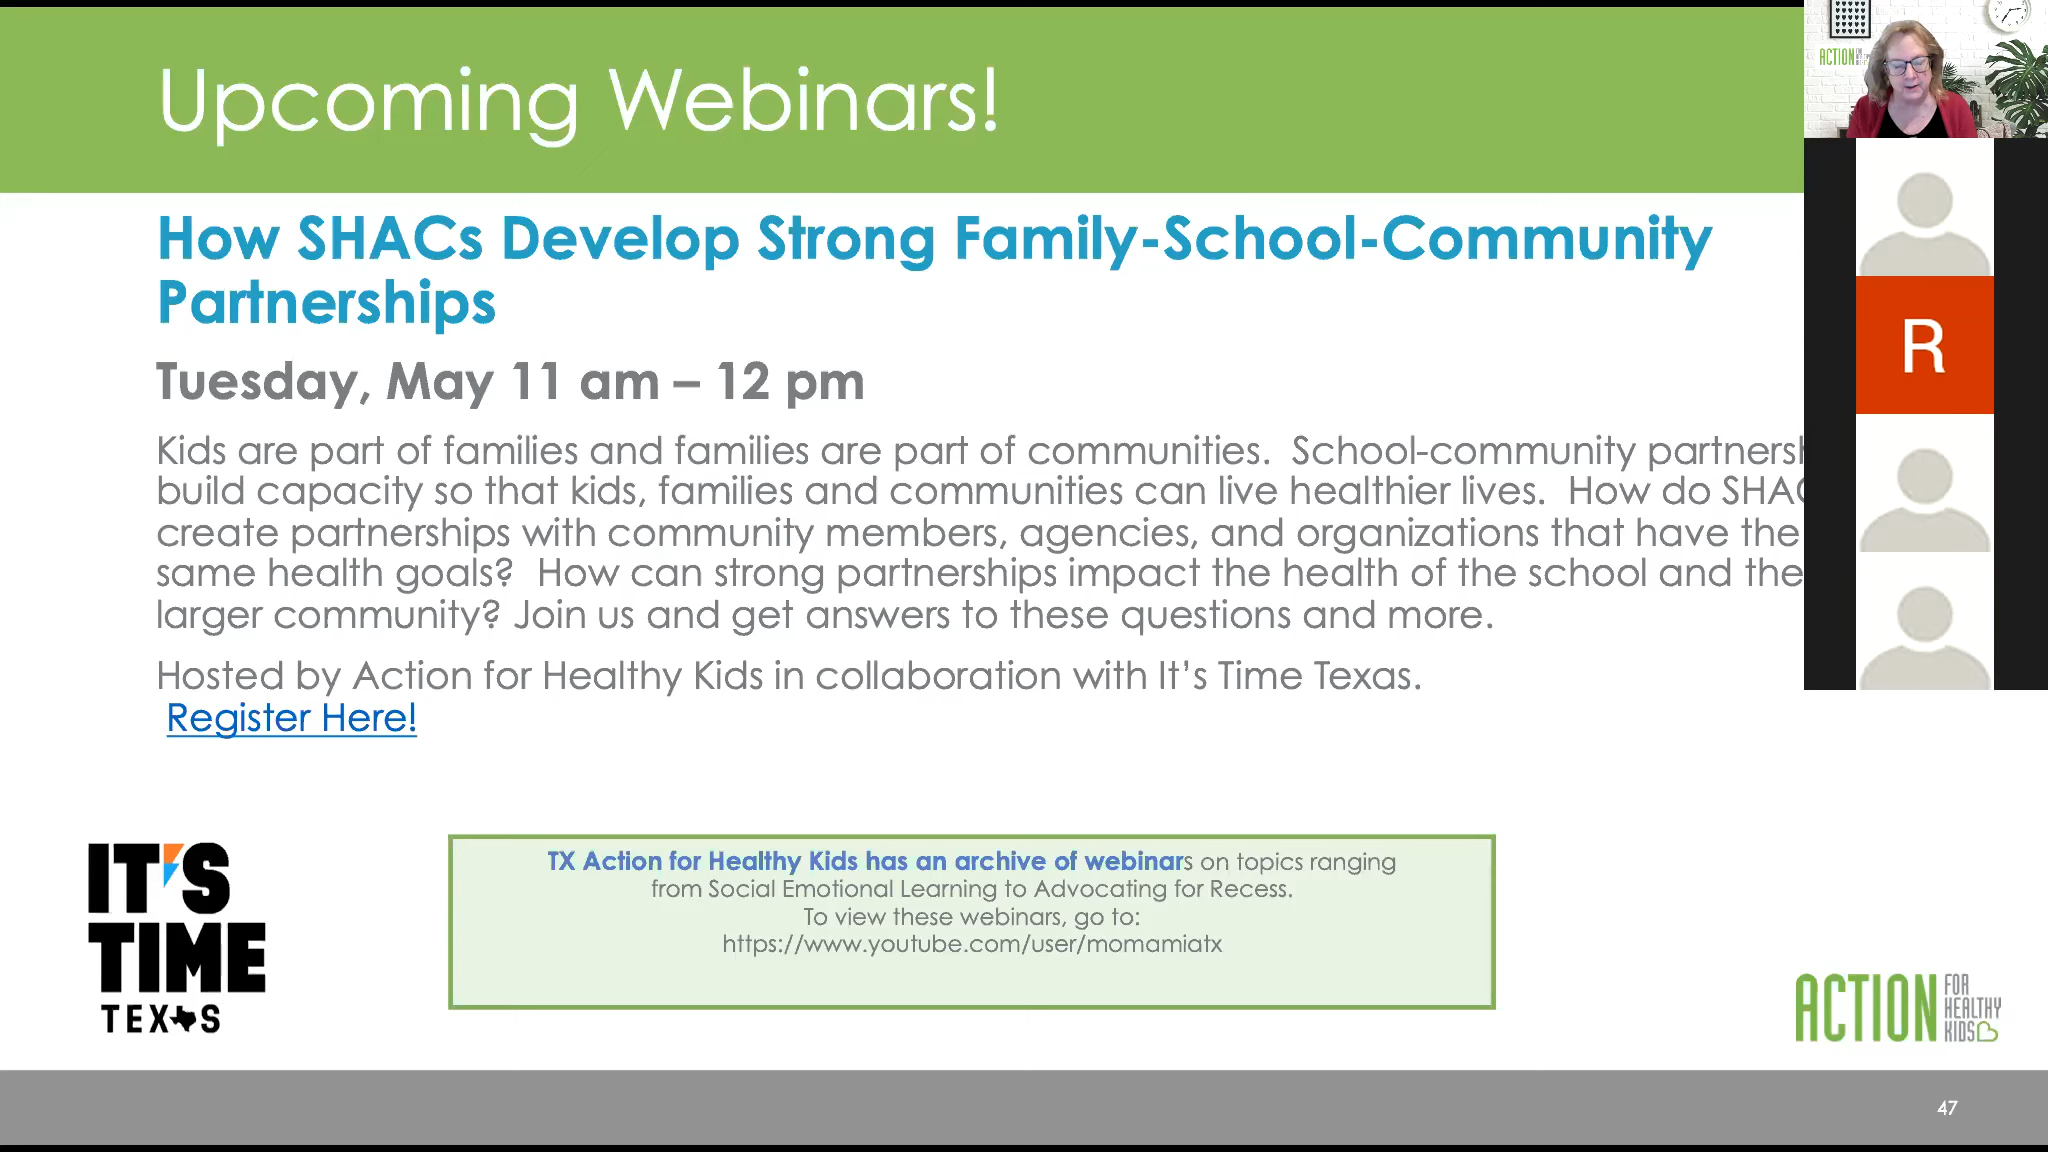 Upcoming Webinars!
How SHACs Develop Strong Family-School-Community
Partnerships
Tuesday, May 11 am – 12 pm
Kids are part of families and families are part of communities.  School-community
build capacity so that kids, families and communities can live healthier lives.  How do
create partnerships with community members, agencies, and organizations that have the
same health goals?  How can strong partnerships impact the health of the school and the
larger community? Join us and get answers to these questions and more.
Hosted by Action for Healthy Kids in collaboration with It’s Time Texas.
Register Here!
TX Action for Healthy Kids has an archive of webinars on topics ranging
from Social Emotional Learning to Advocating for Recess.
To view these webinars, go to:
https://www.youtube.com/user/momamiatx
IT'S
TIME
TEXAS
ACTION
FOR
HEALTHY
KIDS
47
ACTION
R